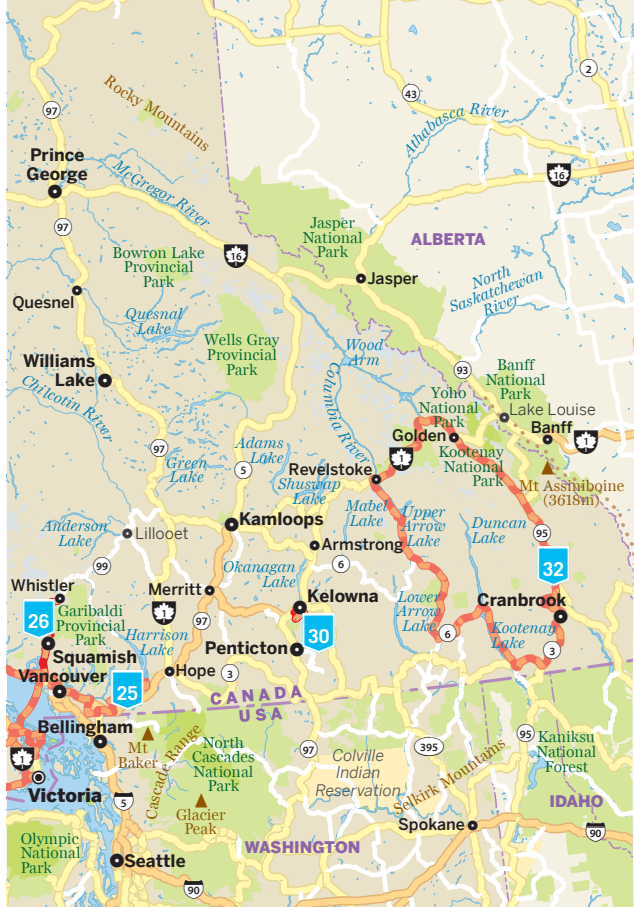 97
Rocky Mountains
2
43
Athabasca River
Prince
George
16
McGregor River
97
Jasper
National
Park
ALBERTA
Bowron Lake
Provincial
Park
16
Jasper
North
Saskatchewan
River
Quesnel
Quesnal
Lake
Wells Gray
Provincial
Park
Wood
Arm
Williams
Lake
Columbia River
93
Banff
National
Park
Chilcotin River
Yoho
National
Park
Lake Louise
Banff
1
97
Adams
Lake
Golden
1
Kootenay
National
Park
Green
Lake
5
Revelstoke
Shuswap
Lake
Mt Assiniboine
(3618m)
Mabel
Lake
Upper
Arrow
Lake
Duncan
Lake
Anderson
Lake
Lillooet
Kamloops
95
Armstrong
99
6
Okanagan
Lake
32
Whistler
Merritt
Kelowna
Cranbrook
26
Garibaldi
Provincial
Park
1
97
Lower
Arrow
Lake
Harrison
Lake
30
6
Kootenay
Lake
Squamish
Penticton
3
Vancouver
25
Hope
3
CANADA
USA
Bellingham
Mt
Baker
Cascade Range
North
Cascades
National
Park
97
Colville
Indian
Reservation
395
95
Kaniksu
National
Forest
1
Selkirk Mountains
Victoria
5
Glacier
Peak
IDAHO
Spokane
90
Olympic
National
Park
WASHINGTON
Seattle
90